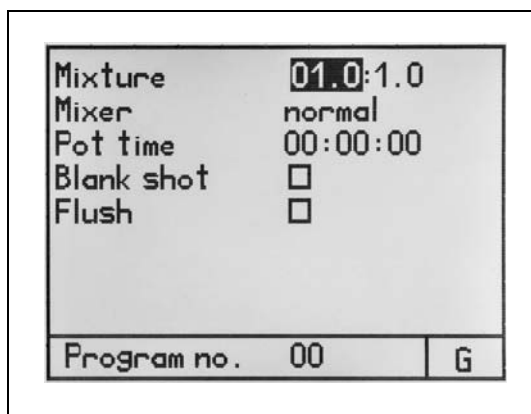 Mixture 01.0:1.0
Mixer normal
Pot time 00:00:00
Blank shot
Flush
Program no. 00 G